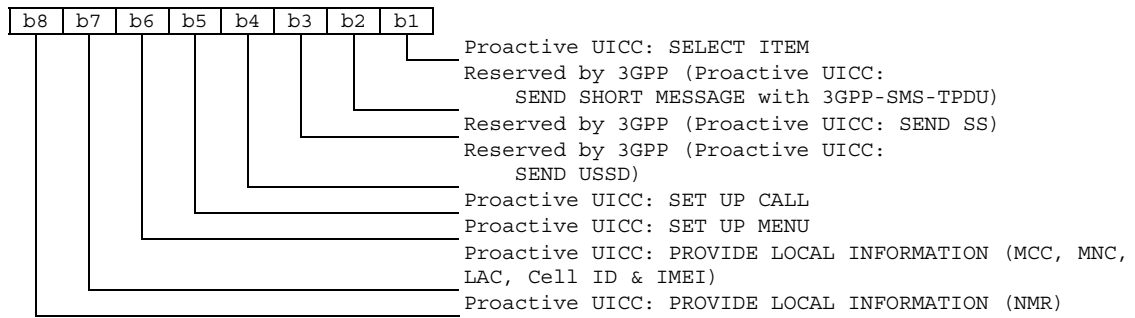 b8 b7 b6 b5 b4 b3 b2 b1
Proactive UICC: SELECT ITEM
Reserved by 3GPP (Proactive UICC:
SEND SHORT MESSAGE with 3GPP-SMS-TPDU)
Reserved by 3GPP (Proactive UICC: SEND SS)
Reserved by 3GPP (Proactive UICC:
SEND USSD)
Proactive UICC: SET UP CALL
Proactive UICC: SET UP MENU
Proactive UICC: PROVIDE LOCAL INFORMATION (MCC, MNC,
LAC, Cell ID & IMEI)
Proactive UICC: PROVIDE LOCAL INFORMATION (NMR)